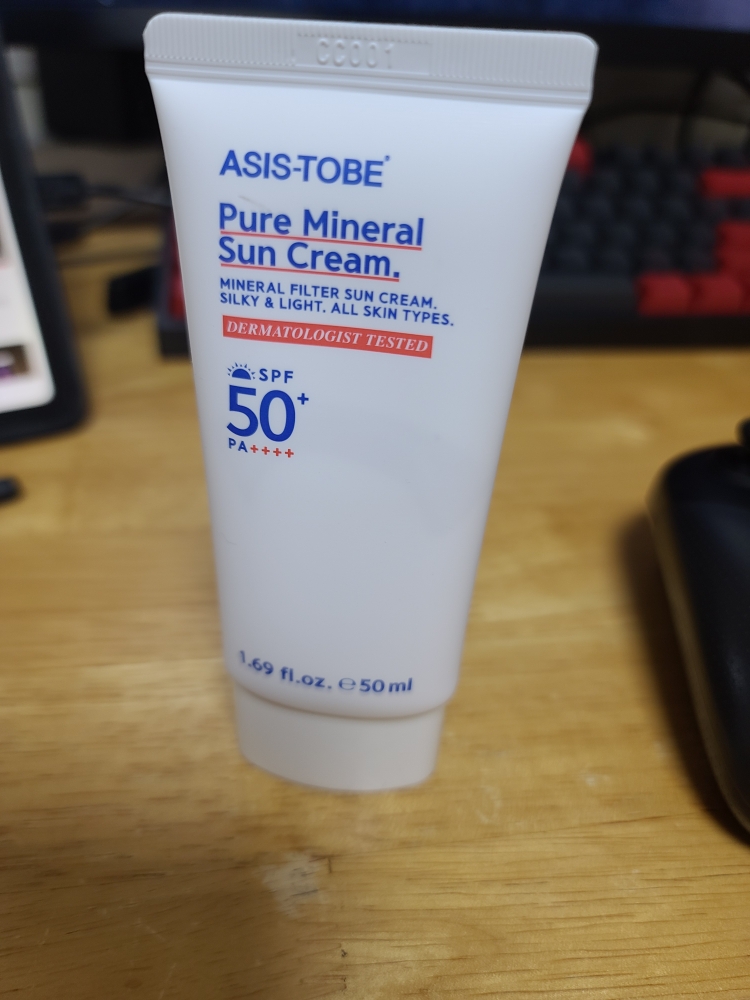 CC001
ASIS-TOBE
Pure Mineral
Sun Cream.
MINERAL FILTER SUN CREAM.
SILKY & LIGHT. ALL SKIN TYPES.
DERMATOLOGIST TESTED
SPF
50+
PA++++
1.69 fl.oz. ℮50ml